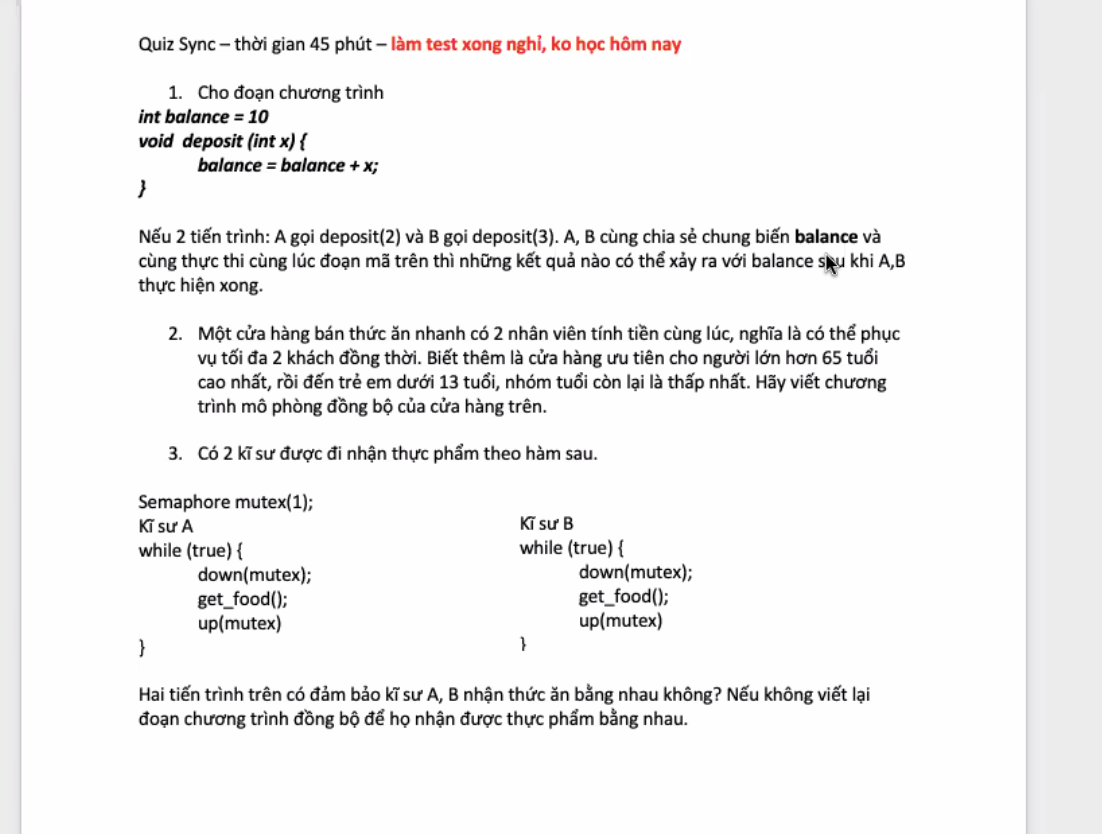 Quiz Sync – thời gian 45 phút – làm test xong nghỉ, ko học hôm nay
1. Cho đoạn chương trình
int balance = 10
void deposit (int x) {
balance = balance + x;
}
Nếu 2 tiến trình: A gọi deposit(2) và B gọi deposit(3). A, B cùng chia sẻ chung biến balance và
cùng thực thi cùng lúc đoạn mã trên thì những kết quả nào có thể xảy ra với balance sau khi A,B
thực hiện xong.
2. Một cửa hàng bán thức ăn nhanh có 2 nhân viên tính tiền cùng lúc, nghĩa là có thể phục
vụ tối đa 2 khách đồng thời. Biết thêm là cửa hàng ưu tiên cho người lớn hơn 65 tuổi
cao nhất, rồi đến trẻ em dưới 13 tuổi, nhóm tuổi còn lại là thấp nhất. Hãy viết chương
trình mô phòng đồng bộ của cửa hàng trên.
3. Có 2 kĩ sư được đi nhận thực phẩm theo hàm sau.
Semaphore mutex(1);
Kĩ sư A
while (true) {
down(mutex);
get_food();
up(mutex)
}
Kĩ sư B
while (true) {
down(mutex);
get_food();
up(mutex)
}
Hai tiến trình trên có đảm bảo kĩ sư A, B nhận thức ăn bằng nhau không? Nếu không viết lại
đoạn chương trình đồng bộ để họ nhận được thực phẩm bằng nhau.